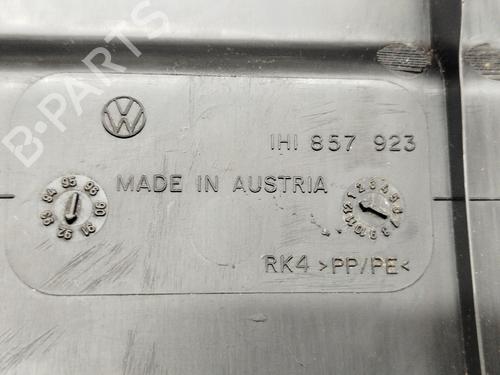 B-PARTS
1H1 857 923
MADE IN AUSTRIA
RK4 >PP/PE<